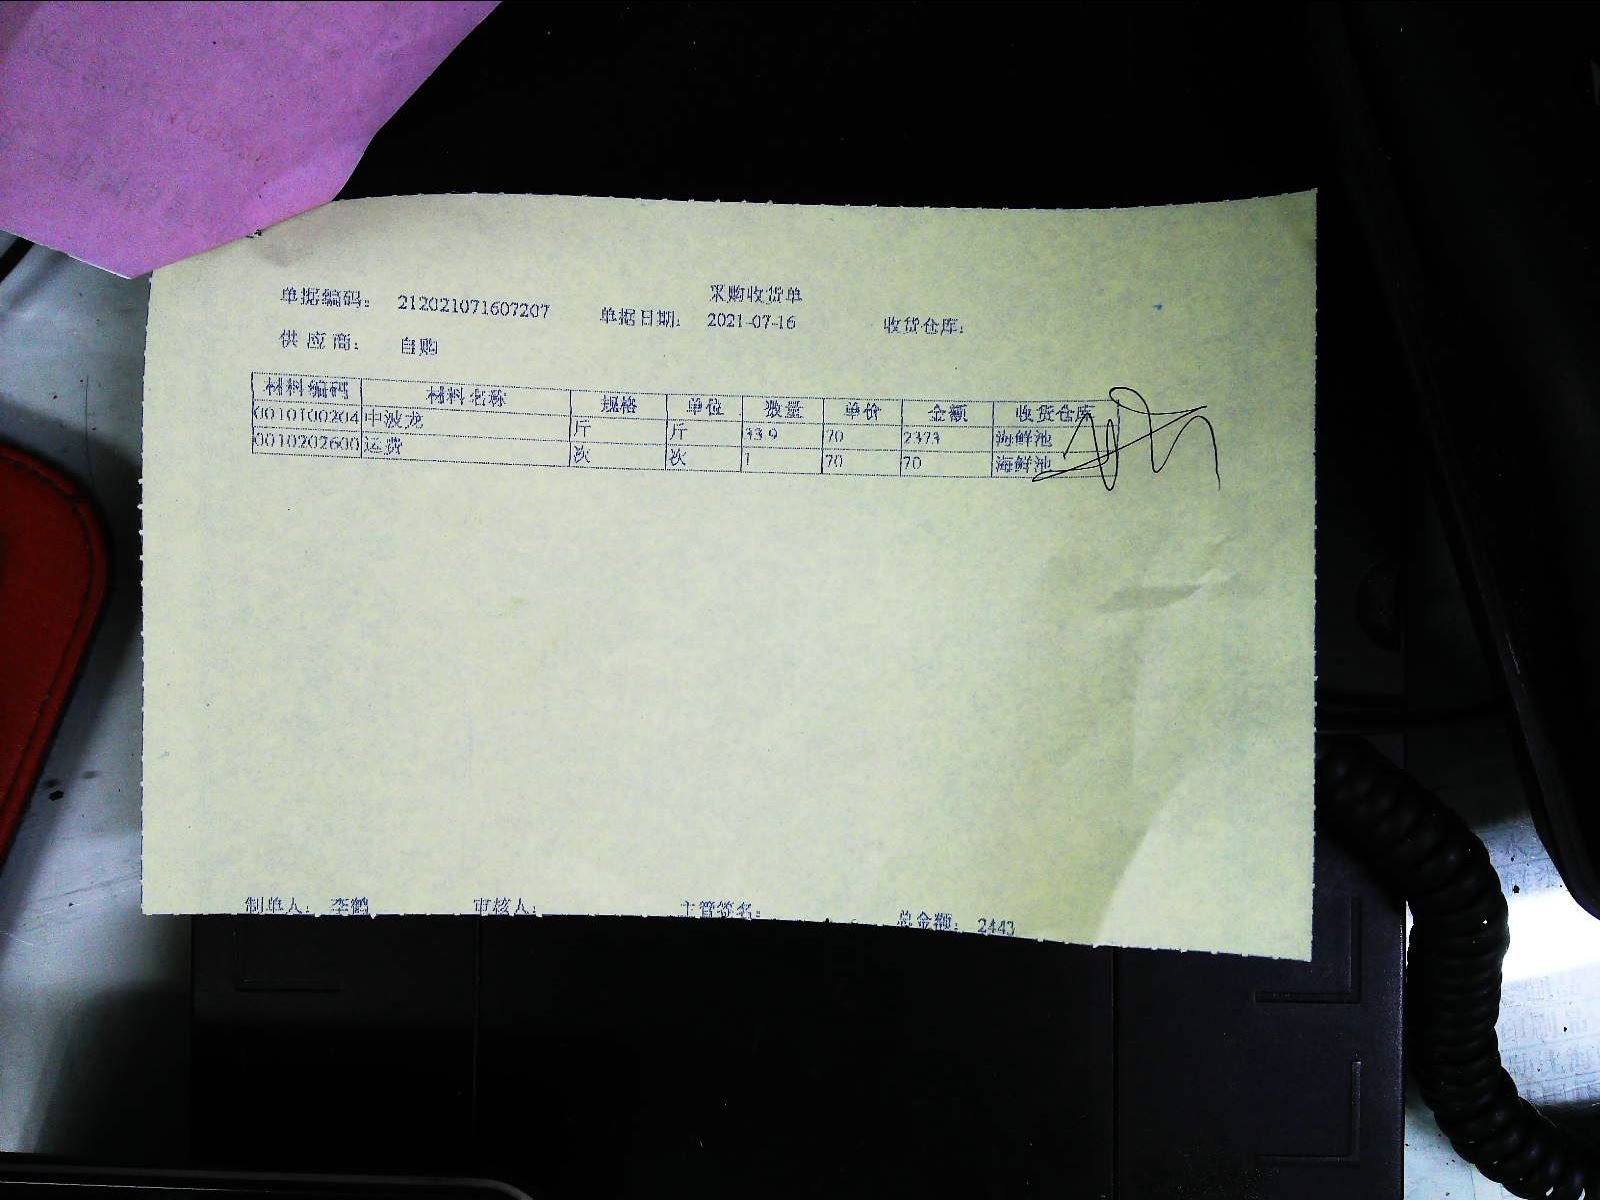 采购收货单
单据编码： 212021071607207 单据日期： 2021-07-16 收货仓库：
供应商： 自购
材料编码 材料名称 规格 单位 数量 单价 金额 收货仓库
0010100204 中波龙 斤 斤 33.9 70 2373 海鲜池
0010202600 运费 次 次 1 70 70 海鲜池
制单人： 李鹤 审核人： 主管签名： 总金额： 2443